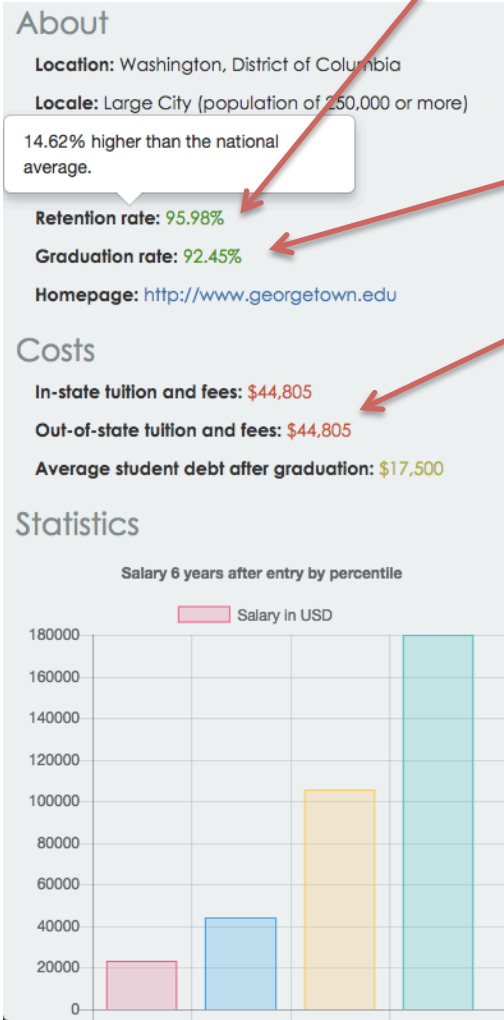 About
Location: Washington, District of Columbia
Locale: Large City (population of 250,000 or more)
14.62% higher than the national
average.
Retention rate: 95.98%
Graduation rate: 92.45%
Homepage: http://www.georgetown.edu
Costs
In-state tuition and fees: $44,805
Out-of-state tuition and fees: $44,805
Average student debt after graduation: $17,500
Statistics
Salary 6 years after entry by percentile
Salary in USD
180000
160000
140000
120000
100000
80000
60000
40000
20000
0